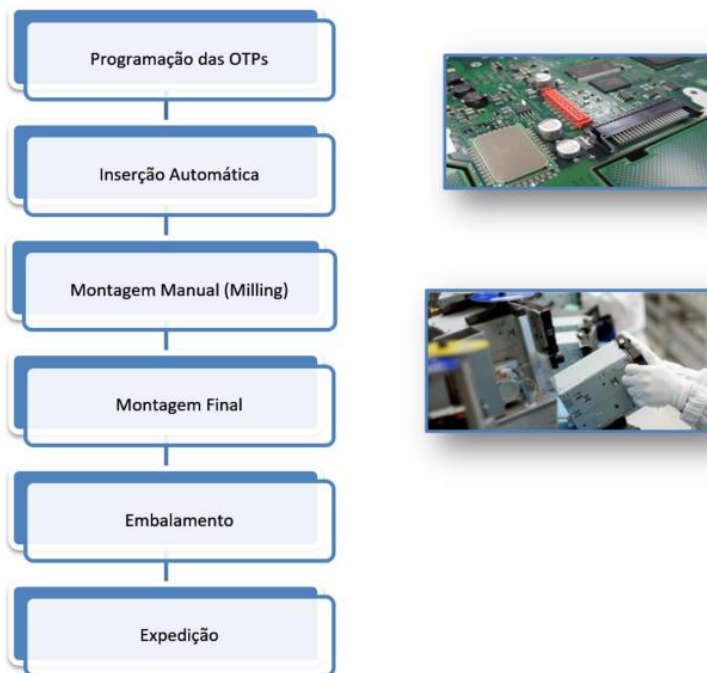 Programação das OTPs
Inserção Automática
Montagem Manual (Milling)
Montagem Final
Embalamento
Expedição